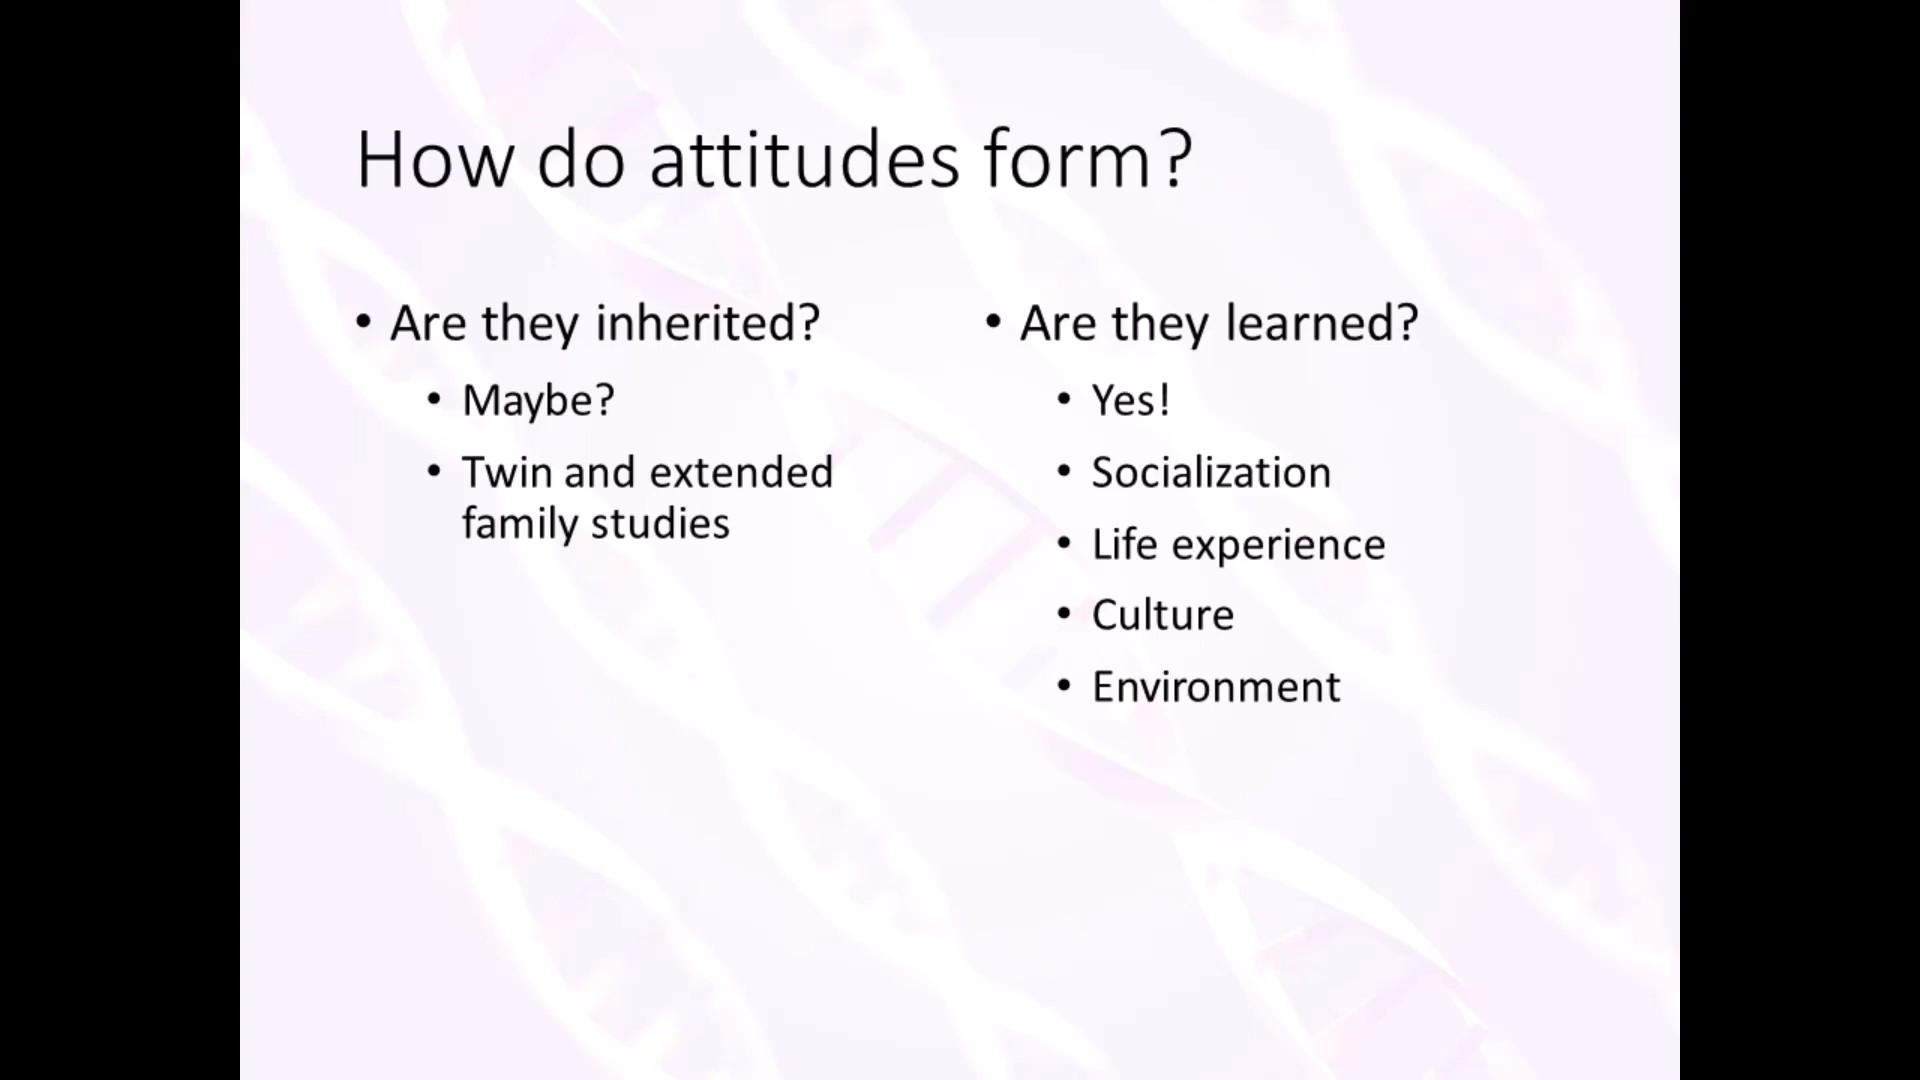 How do attitudes form?
• Are they inherited?
• Maybe?
• Twin and extended
family studies
• Are they learned?
• Yes!
• Socialization
• Life experience
• Culture
• Environment